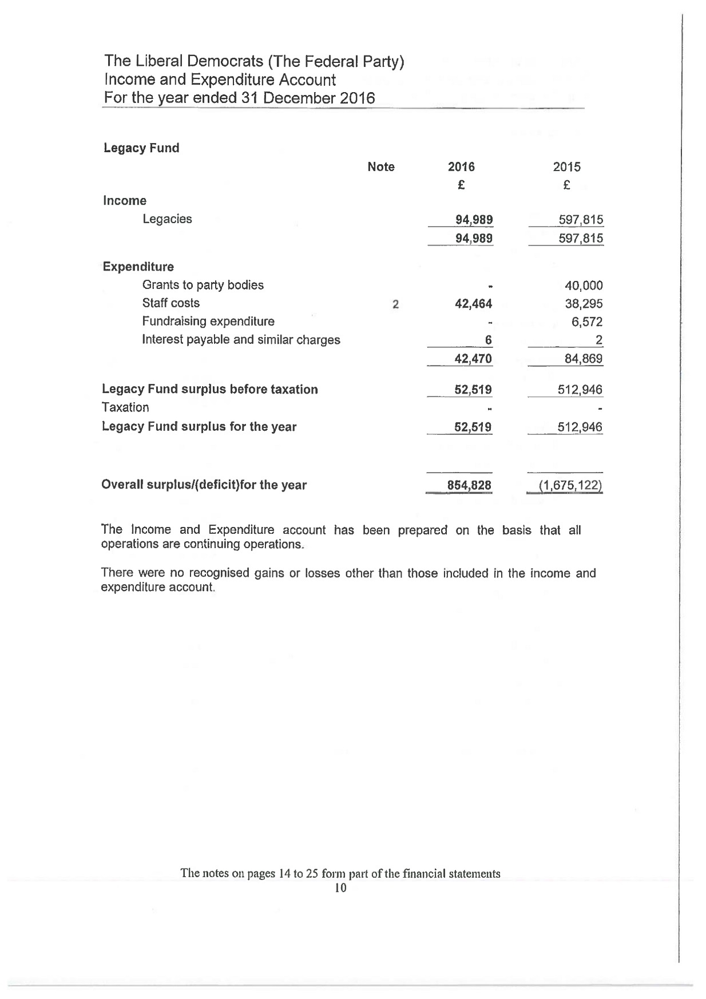 The Liberal Democrats (The Federal Party)
Income and Expenditure Account
For the year ended 31 December 2016
Legacy Fund
Note 2016 2015
£ £
Income
Legacies 94,989 597,815
94,989 597,815
Expenditure
Grants to party bodies - 40,000
Staff costs 2 42,464 38,295
Fundraising expenditure - 6,572
Interest payable and similar charges 6 2
42,470 84,869
Legacy Fund surplus before taxation 52,519 512,946
Taxation - -
Legacy Fund surplus for the year 52,519 512,946
Overall surplus/(deficit)for the year 854,828 (1,675,122)
The Income and Expenditure account has been prepared on the basis that all
operations are continuing operations.
There were no recognised gains or losses other than those included in the income and
expenditure account.
The notes on pages 14 to 25 form part of the financial statements
10